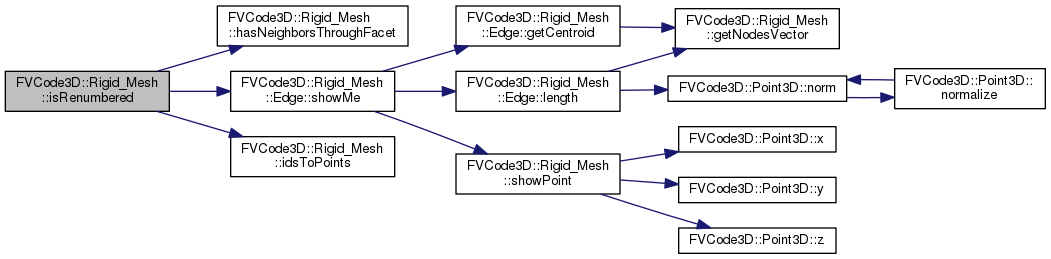 FVCode3D::Rigid_Mesh
::isRenumbered
FVCode3D::Rigid_Mesh
::hasNeighborsThroughFacet
FVCode3D::Rigid_Mesh
::Edge::showMe
FVCode3D::Rigid_Mesh
::idsToPoints
FVCode3D::Rigid_Mesh
::Edge::getCentroid
FVCode3D::Rigid_Mesh
::Edge::length
FVCode3D::Rigid_Mesh
::showPoint
FVCode3D::Rigid_Mesh
::getNodesVector
FVCode3D::Point3D::norm
FVCode3D::Point3D::
normalize
FVCode3D::Point3D::x
FVCode3D::Point3D::y
FVCode3D::Point3D::z